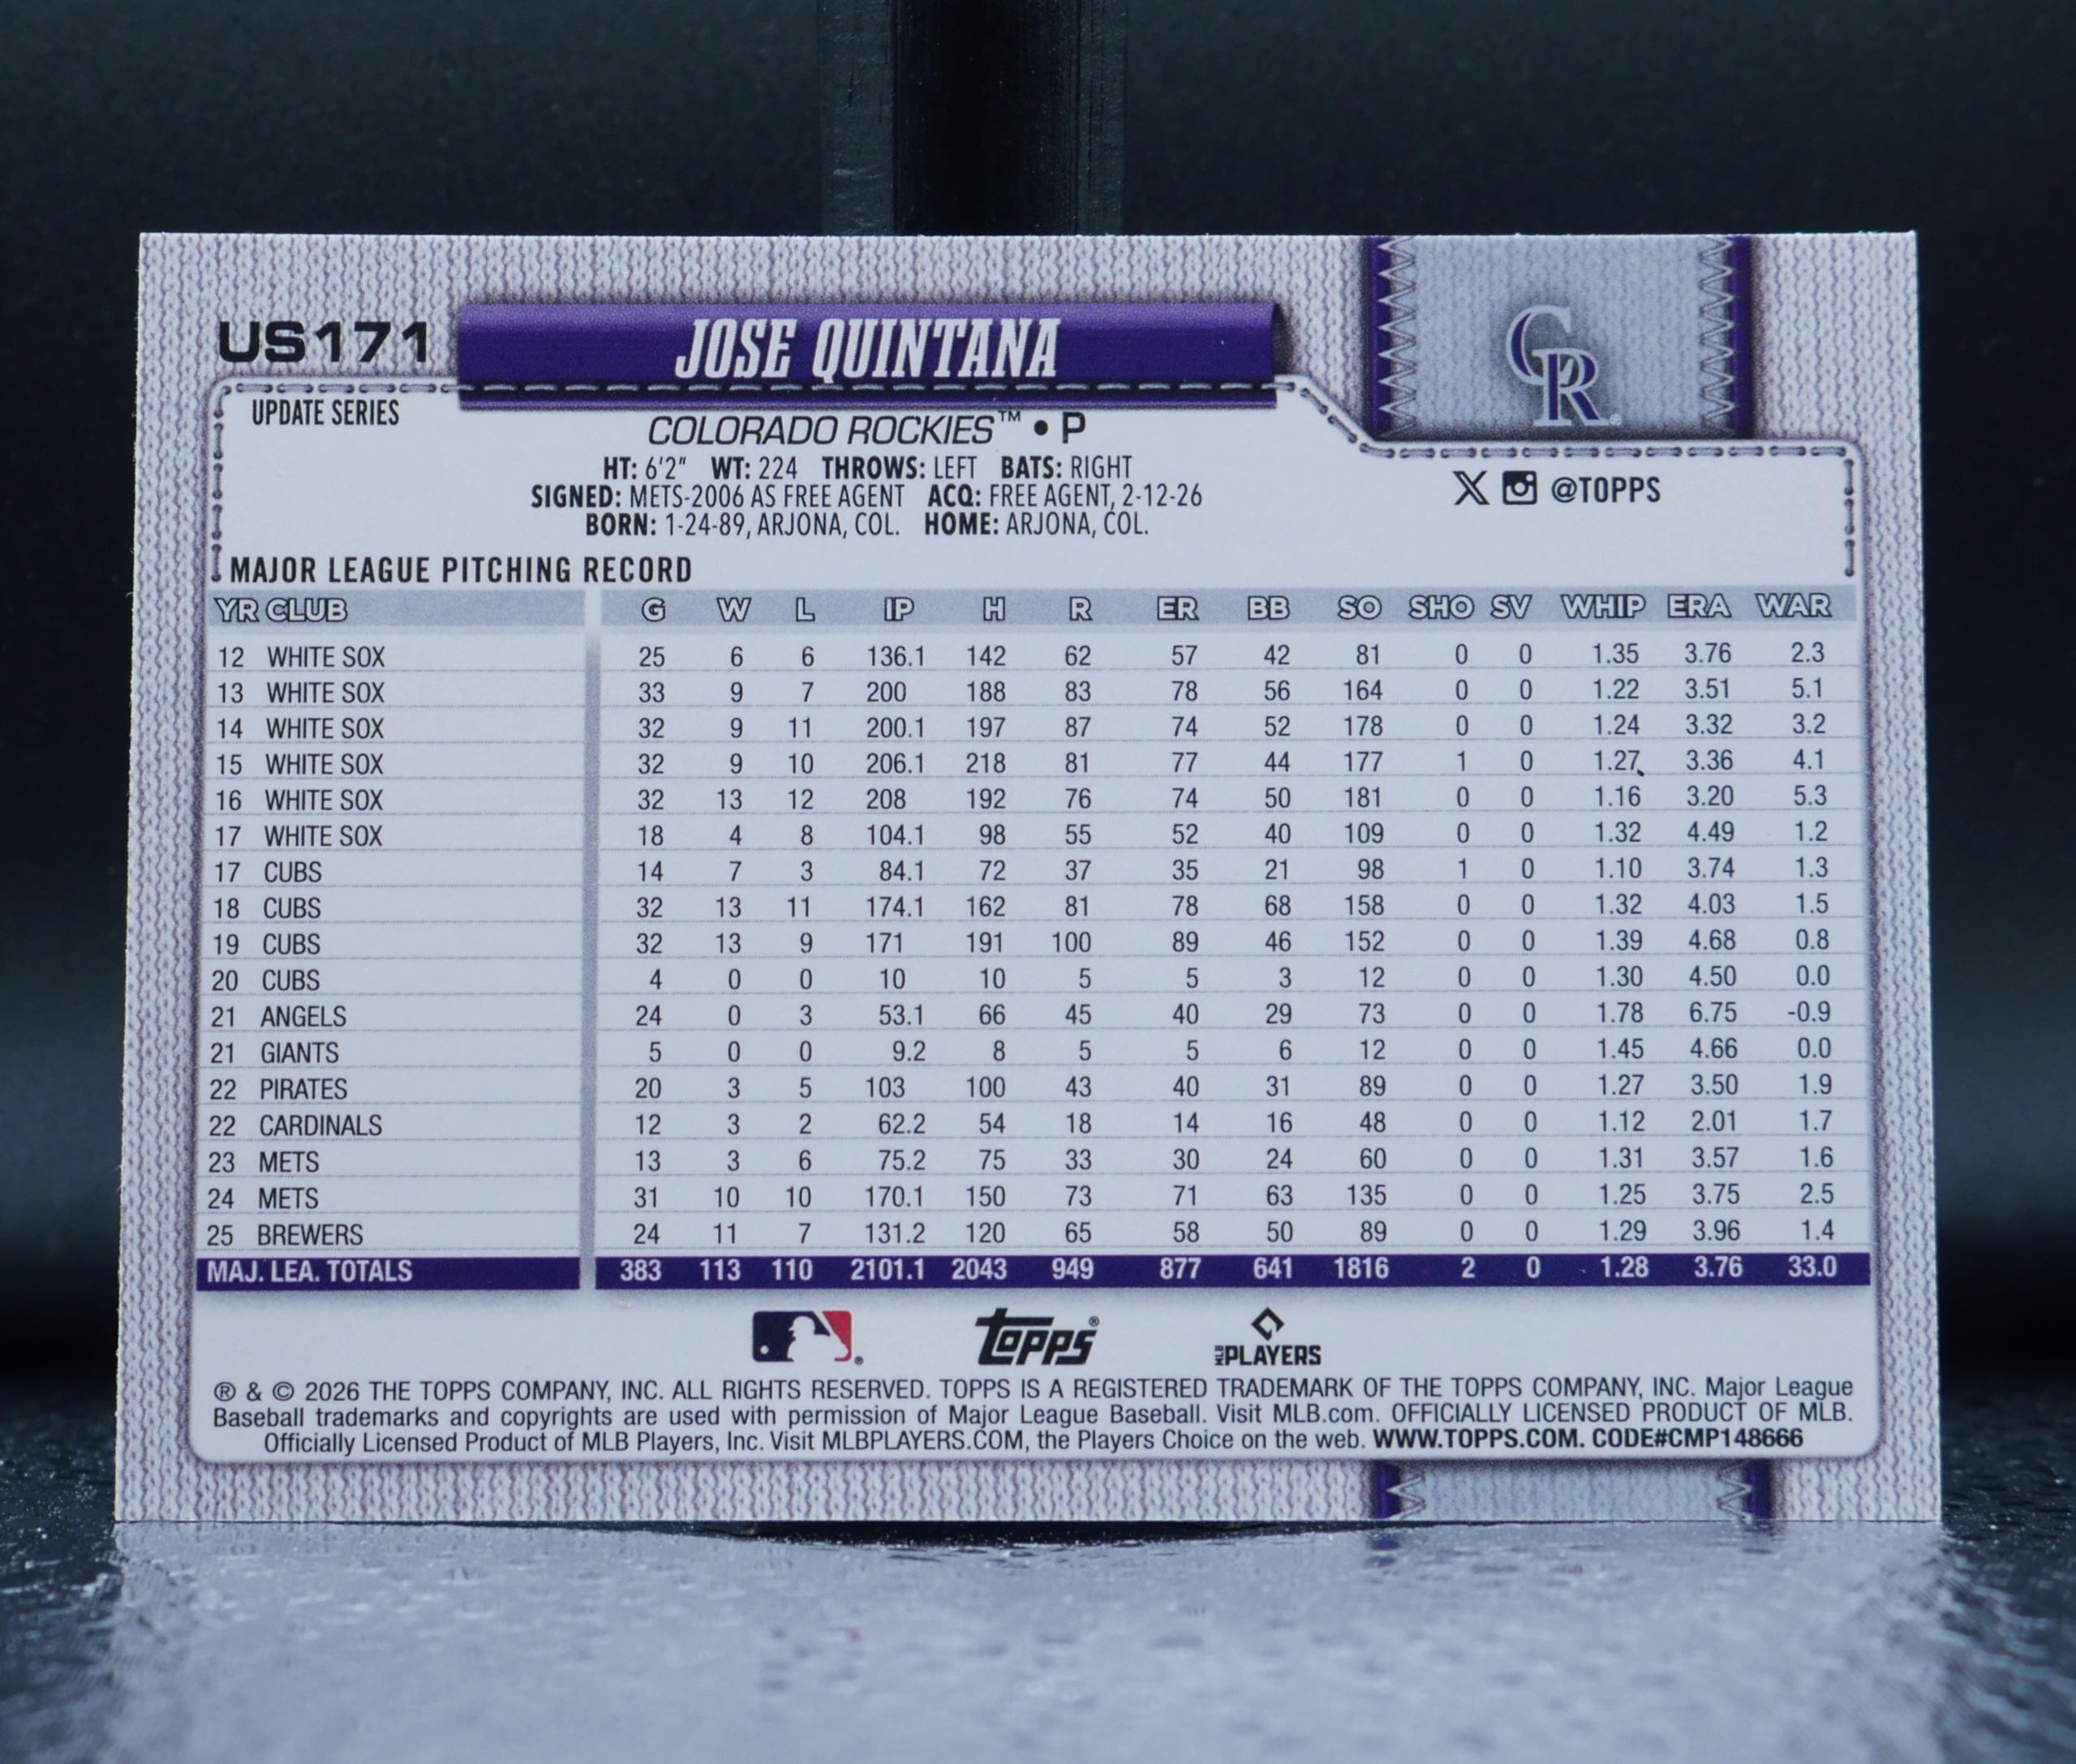 US171
JOSE QUINTANA
CR
UPDATE SERIES
COLORADO ROCKIES™ • P
HT: 6'2" WT: 224 THROWS: LEFT BATS: RIGHT
SIGNED: METS-2006 AS FREE AGENT ACQ: FREE AGENT, 2-12-26
BORN: 1-24-89, ARJONA, COL. HOME: ARJONA, COL.
@TOPPS
MAJOR LEAGUE PITCHING RECORD
YR CLUB G W L IP H R ER BB SO SHO SV WHIP ERA WAR
12 WHITE SOX 25 6 6 136.1 142 62 57 42 81 0 0 1.35 3.76 2.3
13 WHITE SOX 33 9 7 200 188 83 78 56 164 0 0 1.22 3.51 5.1
14 WHITE SOX 32 9 11 200.1 197 87 74 52 178 0 0 1.24 3.32 3.2
15 WHITE SOX 32 9 10 206.1 218 81 77 44 177 1 0 1.27 3.36 4.1
16 WHITE SOX 32 13 12 208 192 76 74 50 181 0 0 1.16 3.20 5.3
17 WHITE SOX 18 4 8 104.1 98 55 52 40 109 0 0 1.32 4.49 1.2
17 CUBS 14 7 3 84.1 72 37 35 21 98 1 0 1.10 3.74 1.3
18 CUBS 32 13 11 174.1 162 81 78 68 158 0 0 1.32 4.03 1.5
19 CUBS 32 13 9 171 191 100 89 46 152 0 0 1.39 4.68 0.8
20 CUBS 4 0 0 10 10 5 5 3 12 0 0 1.30 4.50 0.0
21 ANGELS 24 0 3 53.1 66 45 40 29 73 0 0 1.78 6.75 -0.9
21 GIANTS 5 0 0 9.2 8 5 5 6 12 0 0 1.45 4.66 0.0
22 PIRATES 20 3 5 103 100 43 40 31 89 0 0 1.27 3.50 1.9
22 CARDINALS 12 3 2 62.2 54 18 14 16 48 0 0 1.12 2.01 1.7
23 METS 13 3 6 75.2 75 33 30 24 60 0 0 1.31 3.57 1.6
24 METS 31 10 10 170.1 150 73 71 63 135 0 0 1.25 3.75 2.5
25 BREWERS 24 11 7 131.2 120 65 58 50 89 0 0 1.29 3.96 1.4
MAJ. LEA. TOTALS 383 113 110 2101.1 2043 949 877 641 1816 2 0 1.28 3.76 33.0
topps® MLB PLAYERS
® & © 2026 THE TOPPS COMPANY, INC. ALL RIGHTS RESERVED. TOPPS IS A REGISTERED TRADEMARK OF THE TOPPS COMPANY, INC. Major League
Baseball trademarks and copyrights are used with permission of Major League Baseball. Visit MLB.com. OFFICIALLY LICENSED PRODUCT OF MLB.
Officially Licensed Product of MLB Players, Inc. Visit MLBPLAYERS.COM, the Players Choice on the web. WWW.TOPPS.COM. CODE#CMP148666